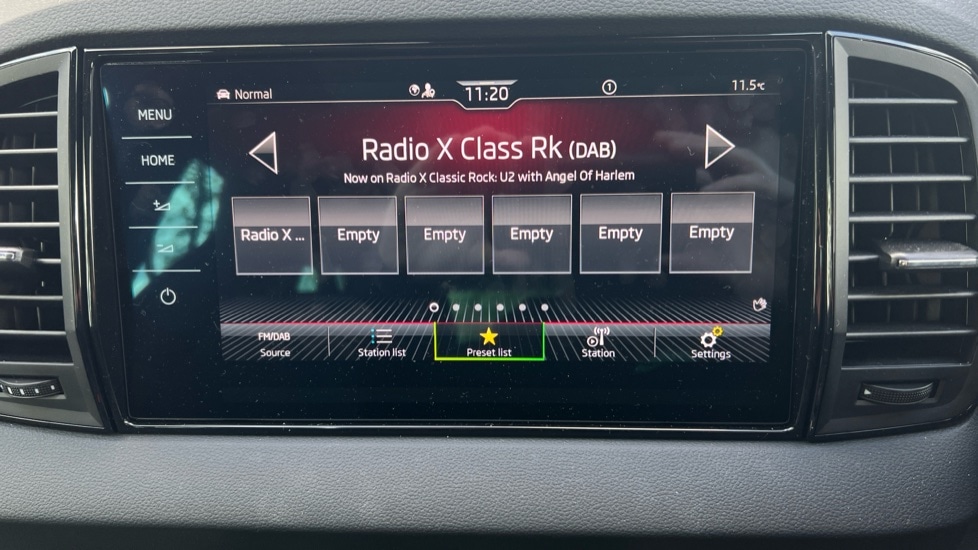 MENU
HOME
Normal
11:20
1
11.5°C
Radio X Class Rk (DAB)
Now on Radio X Classic Rock: U2 with Angel Of Harlem
Radio X ... Empty Empty Empty Empty Empty
FM/DAB
Source Station list Preset list Station Settings